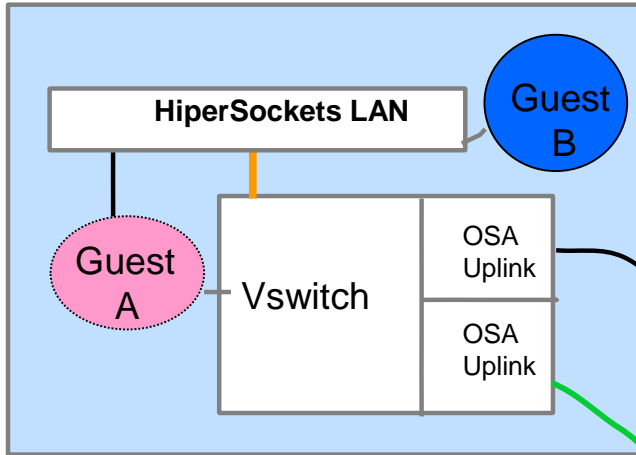 HiperSockets LAN
Guest
B
Guest
A
Vswitch
OSA
Uplink
OSA
Uplink